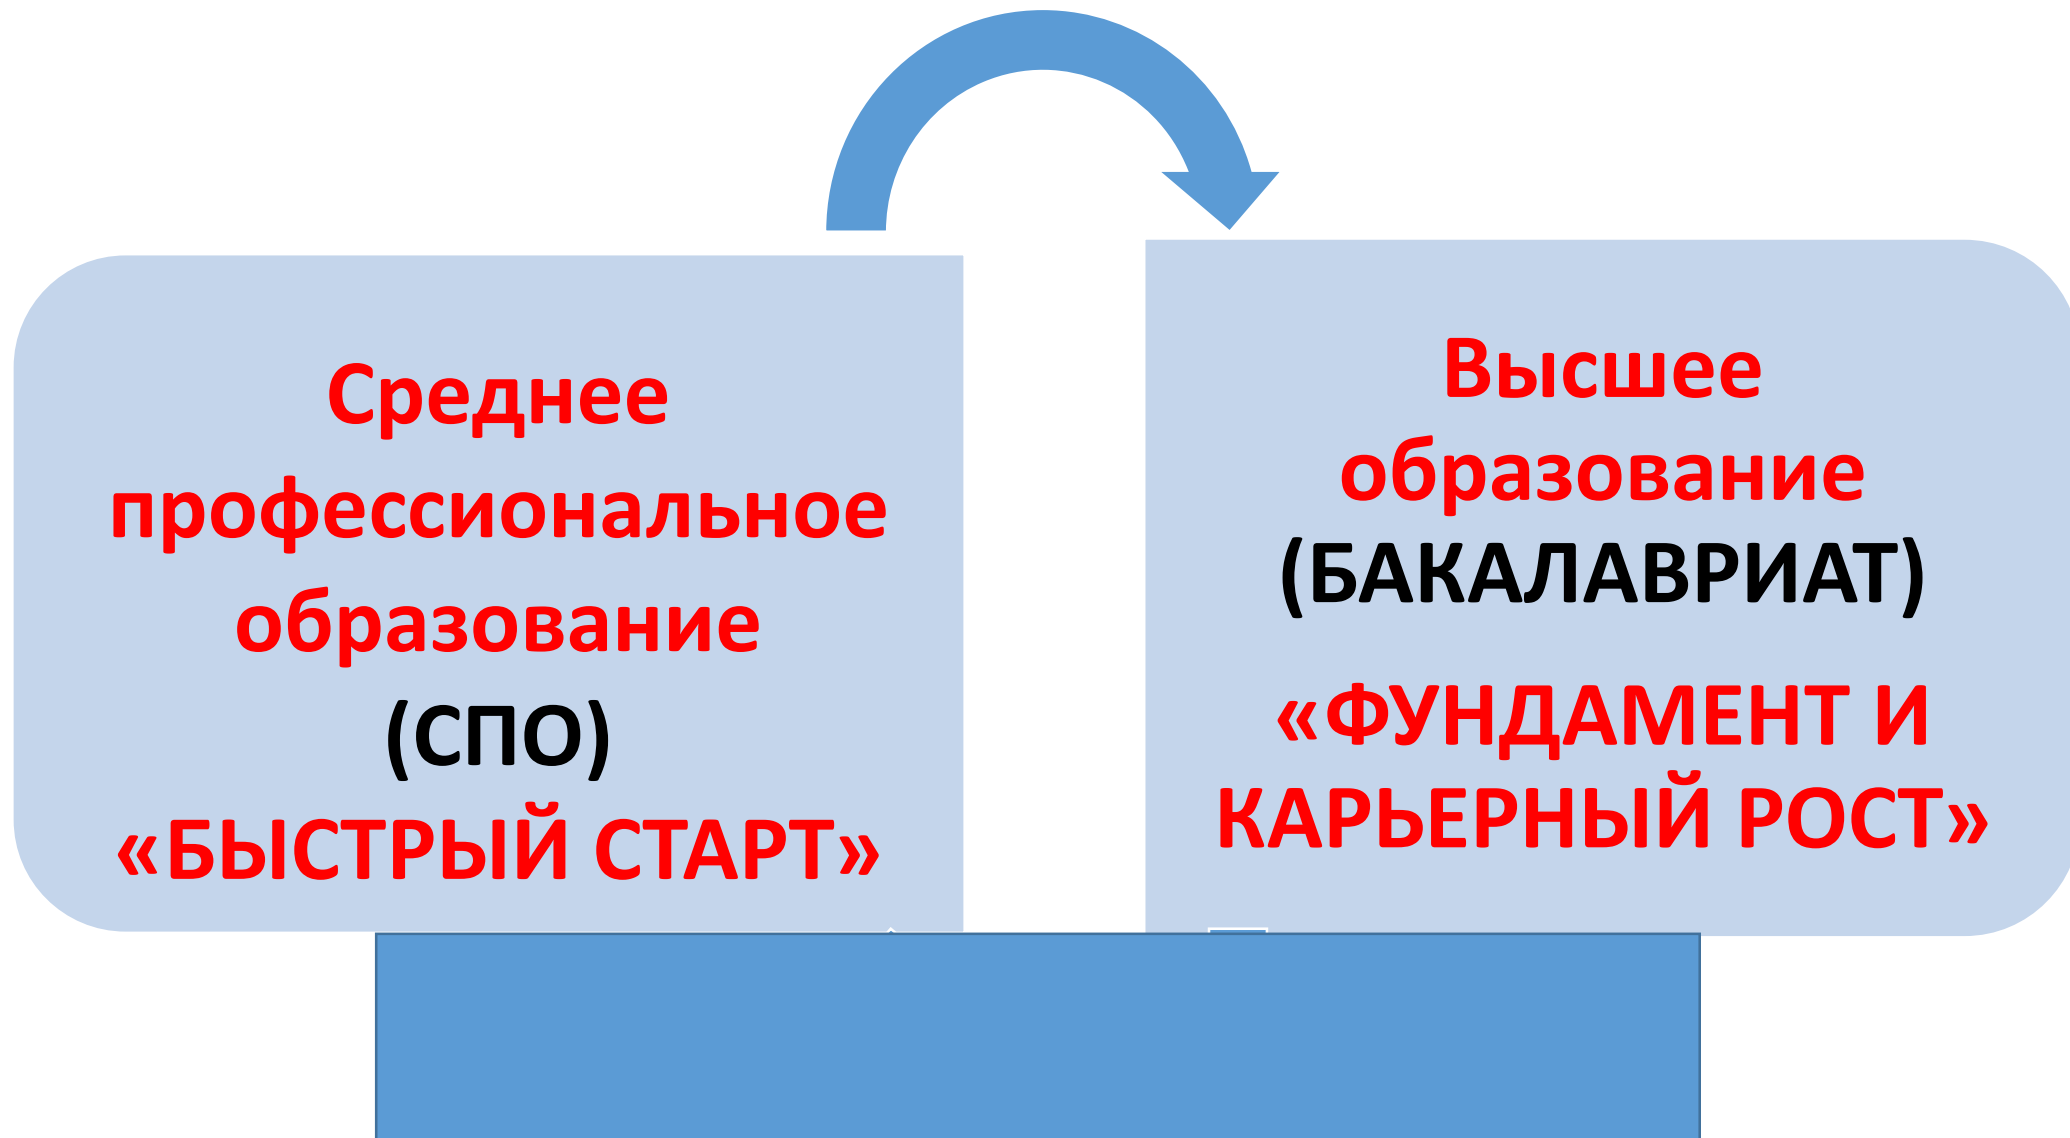 Среднее
профессиональное
образование
(СПО)
«БЫСТРЫЙ СТАРТ»
Высшее
образование
(БАКАЛАВРИАТ)
«ФУНДАМЕНТ И
КАРЬЕРНЫЙ РОСТ»